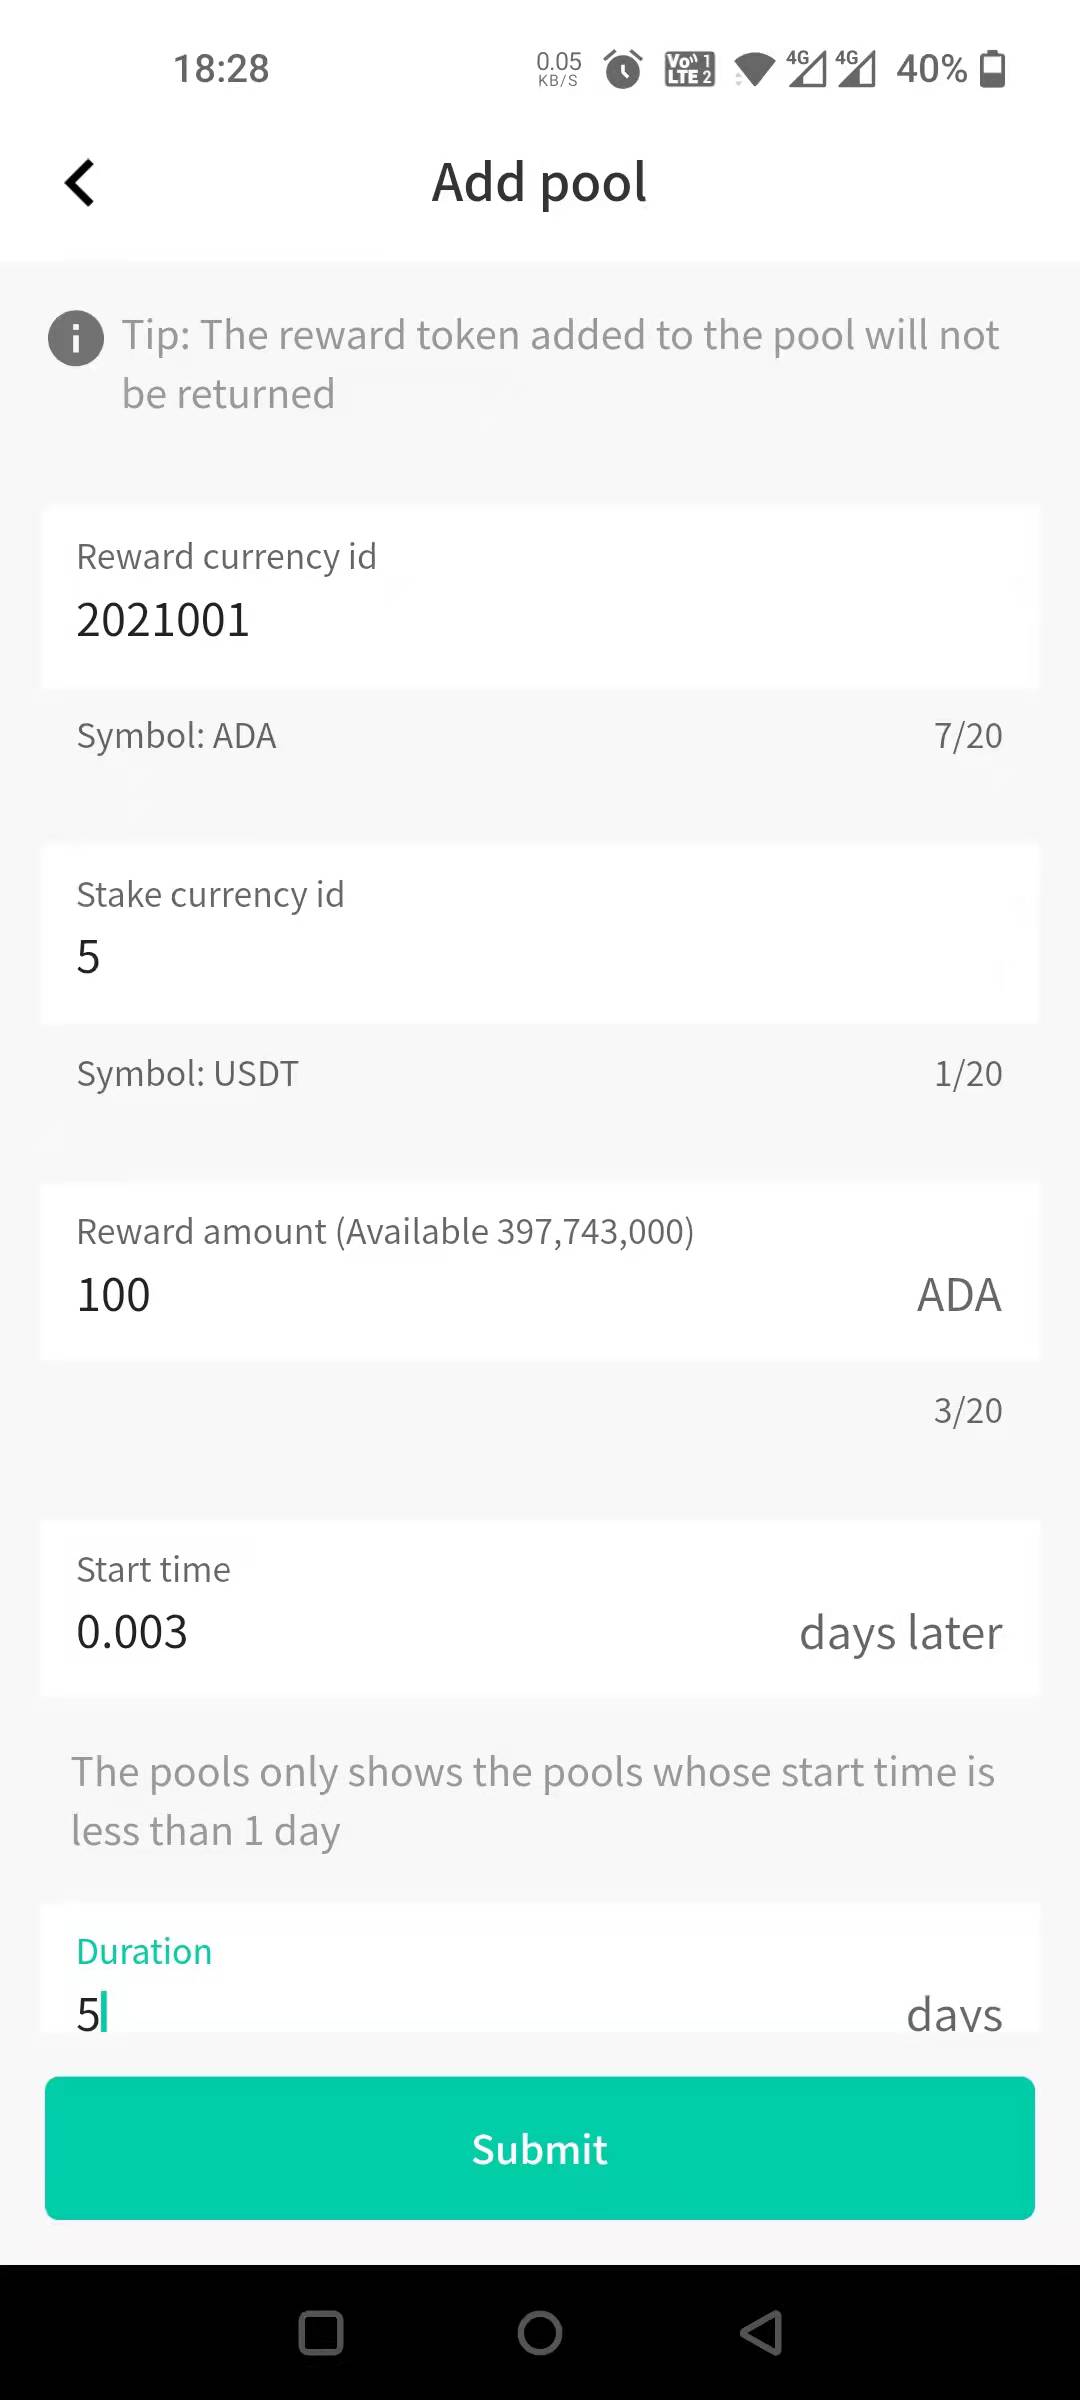 18:28
0.05
KB/S
Vo)) 1
LTE 2
4G
4G
40%
Add pool
Tip: The reward token added to the pool will not
be returned
Reward currency id
2021001
Symbol: ADA
7/20
Stake currency id
5
Symbol: USDT
1/20
Reward amount (Available 397,743,000)
100
ADA
3/20
Start time
0.003
days later
The pools only shows the pools whose start time is
less than 1 day
Duration
5
days
Submit